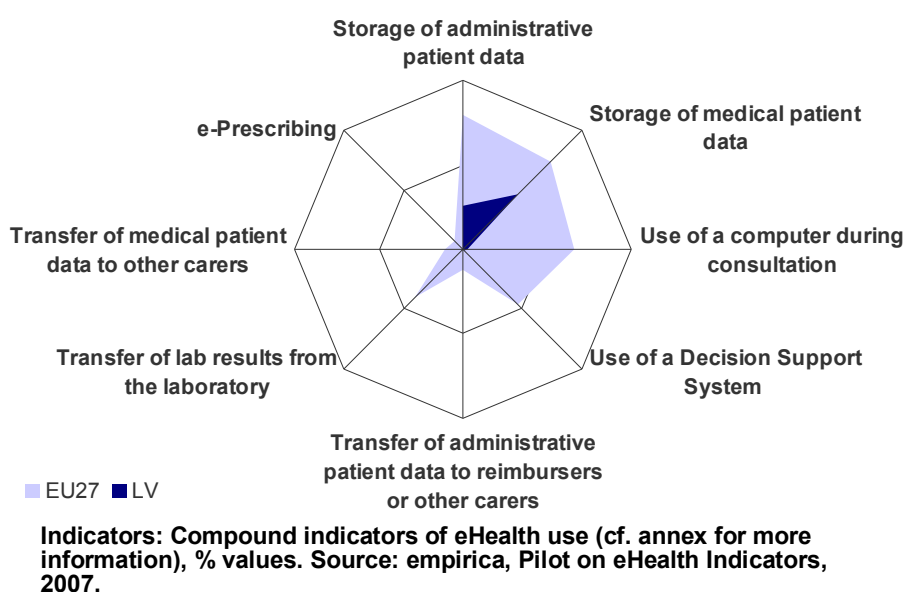 Storage of administrative
patient data
Storage of medical patient
data
e-Prescribing
Transfer of medical patient
data to other carers
Use of a computer during
consultation
Transfer of lab results from
the laboratory
Use of a Decision Support
System
Transfer of administrative
patient data to reimbursers
or other carers
EU27 LV
Indicators: Compound indicators of eHealth use (cf. annex for more
information), % values. Source: empirica, Pilot on eHealth Indicators,
2007.